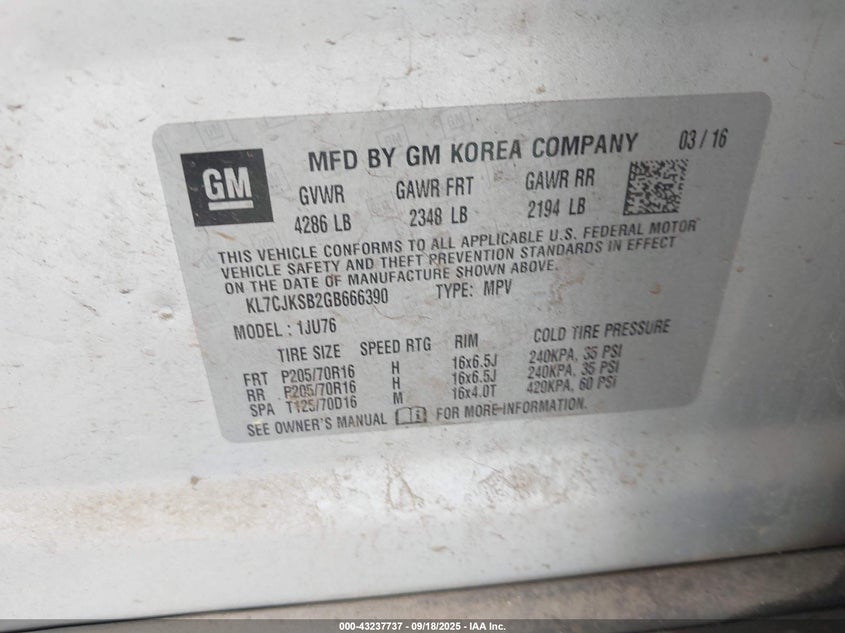 GM
MFD BY GM KOREA COMPANY 03 / 16
GVWR GAWR FRT GAWR RR
4286 LB 2348 LB 2194 LB
THIS VEHICLE CONFORMS TO ALL APPLICABLE U.S. FEDERAL MOTOR
VEHICLE SAFETY AND THEFT PREVENTION STANDARDS IN EFFECT
ON THE DATE OF MANUFACTURE SHOWN ABOVE.
KL7CJKSB2GB666390 TYPE: MPV
MODEL : 1JU76
TIRE SIZE SPEED RTG RIM COLD TIRE PRESSURE
FRT P205/70R16 H 16x6.5J 240KPA, 35 PSI
RR P205/70R16 H 16x6.5J 240KPA, 35 PSI
SPA T125/70D16 M 16x4.0T 420KPA, 60 PSI
SEE OWNER'S MANUAL FOR MORE INFORMATION.
000-43237737 - 09/18/2025 - IAA Inc.